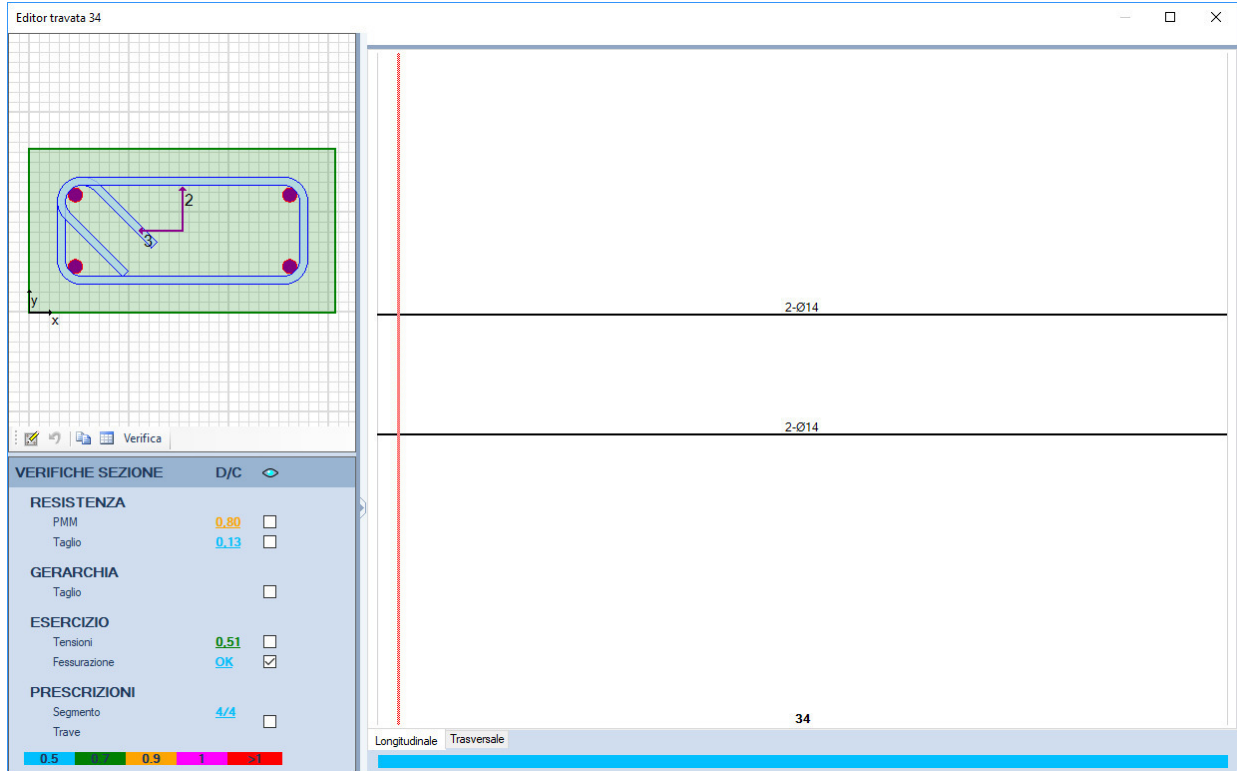 Editor travata 34
2
3
y
x
Verifica
VERIFICHE SEZIONE D/C
RESISTENZA
PMM 0,80
Taglio 0,13
GERARCHIA
Taglio
ESERCIZIO
Tensioni 0,51
Fessurazione OK
PRESCRIZIONI
Segmento 4/4
Trave
0.5 0.7 0.9 1 >1
2-Ø14
2-Ø14
34
Longitudinale Trasversale